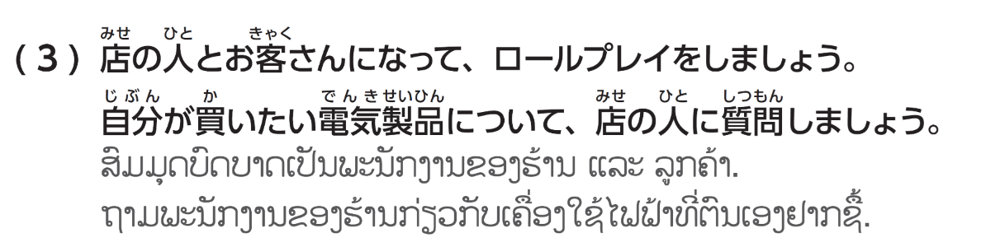 みせ ひと きゃく
(3) 店の人とお客さんになって、ロールプレイをしましょう。
じぶん か でんきせいひん みせ ひと しつもん
自分が買いたい電気製品について、店の人に質問しましょう。
ສົມມຸດບົດບາດເປັນພະນັກງານຂອງຮ້ານ ແລະ ລູກຄ້າ.
ຖາມພະນັກງານຂອງຮ້ານກ່ຽວກັບເຄື່ອງໃຊ້ໄຟຟ້າທີ່ຕົນເອງຢາກຊື້.